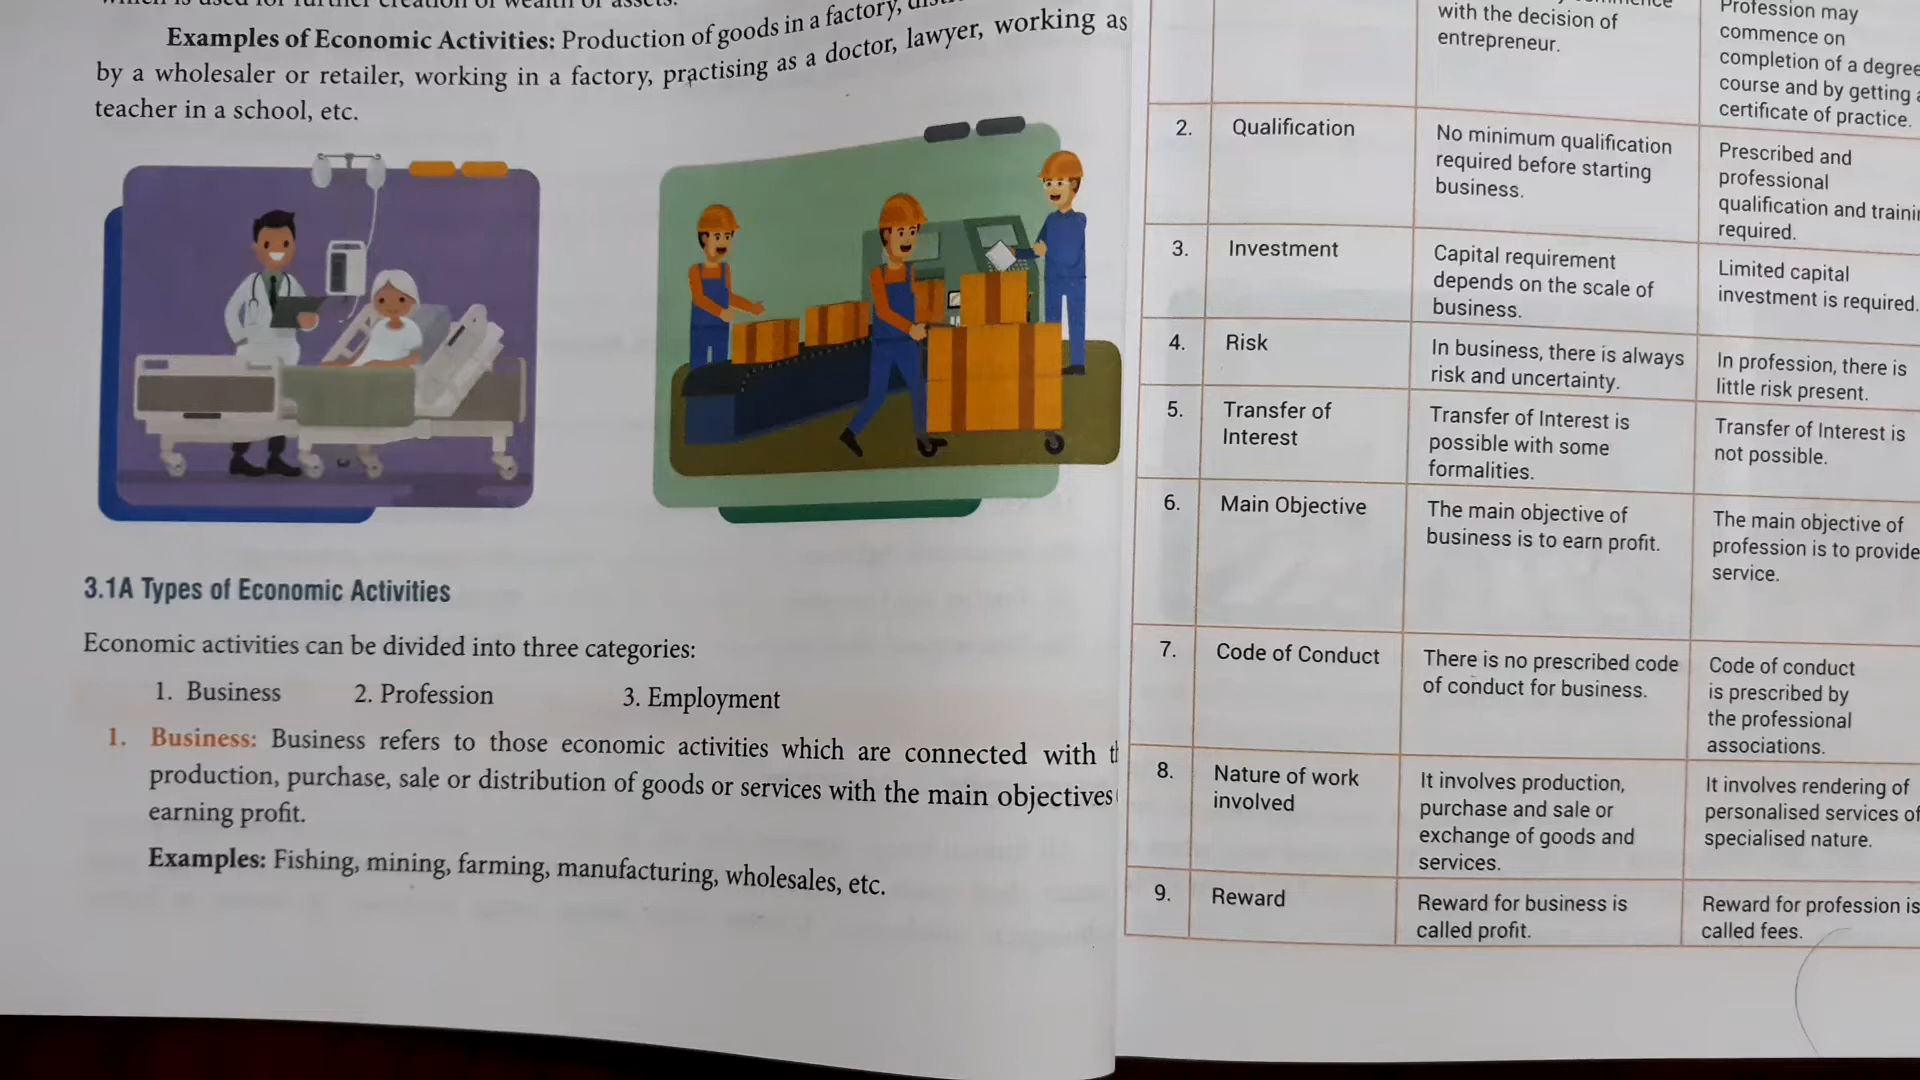 Examples of Economic Activities: Production of goods in a factory,
by a wholesaler or retailer, working in a factory, practising as a doctor, lawyer, working as
teacher in a school, etc.
3.1A Types of Economic Activities
Economic activities can be divided into three categories:
1. Business 2. Profession 3. Employment
1. Business: Business refers to those economic activities which are connected with
production, purchase, sale or distribution of goods or services with the main objectives
earning profit.
Examples: Fishing, mining, farming, manufacturing, wholesales, etc.
with the decision of
entrepreneur.
Profession may
commence on
completion of a degree
course and by getting
certificate of practice.
2. Qualification
No minimum qualification
required before starting
business.
Prescribed and
professional
qualification and
required.
3. Investment
Capital requirement
depends on the scale of
business.
Limited capital
investment is required.
4. Risk
In business, there is always
risk and uncertainty.
In profession, there is
little risk present.
5. Transfer of
Interest
Transfer of Interest is
possible with some
formalities.
Transfer of Interest is
not possible.
6. Main Objective
The main objective of
business is to earn profit.
The main objective of
profession is to provide
service.
7. Code of Conduct
There is no prescribed code
of conduct for business.
Code of conduct
is prescribed by
the professional
associations.
8. Nature of work
involved
It involves production,
purchase and sale or
exchange of goods and
services.
It involves rendering of
personalised services of
specialised nature.
9. Reward
Reward for business is
called profit.
Reward for profession is
called fees.